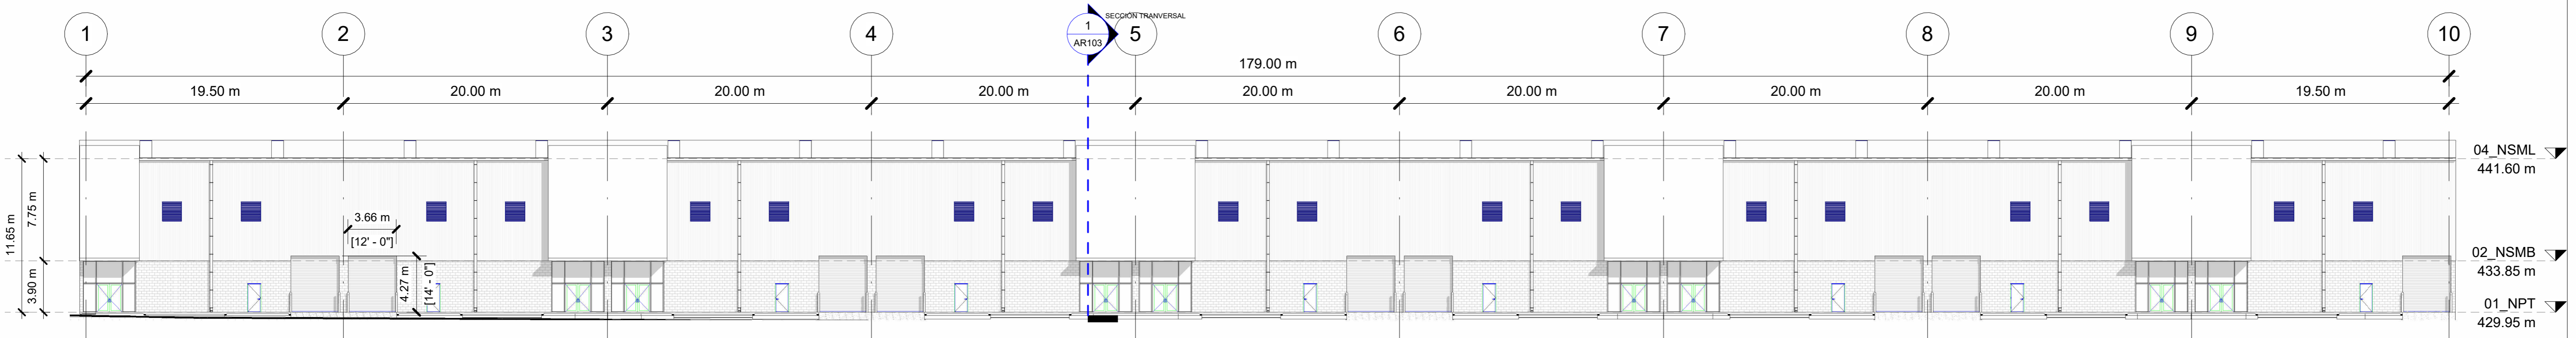 SECCIÓN TRANVERSAL
1 2 3 4 1 5 6 7 8 9 10
AR103
179.00 m
19.50 m 20.00 m 20.00 m 20.00 m 20.00 m 20.00 m 20.00 m 20.00 m 19.50 m
04_NSML
441.60 m
11.65 m
7.75 m
3.90 m
3.66 m
[12' - 0"]
4.27 m
[14' - 0"]
02_NSMB
433.85 m
01_NPT
429.95 m